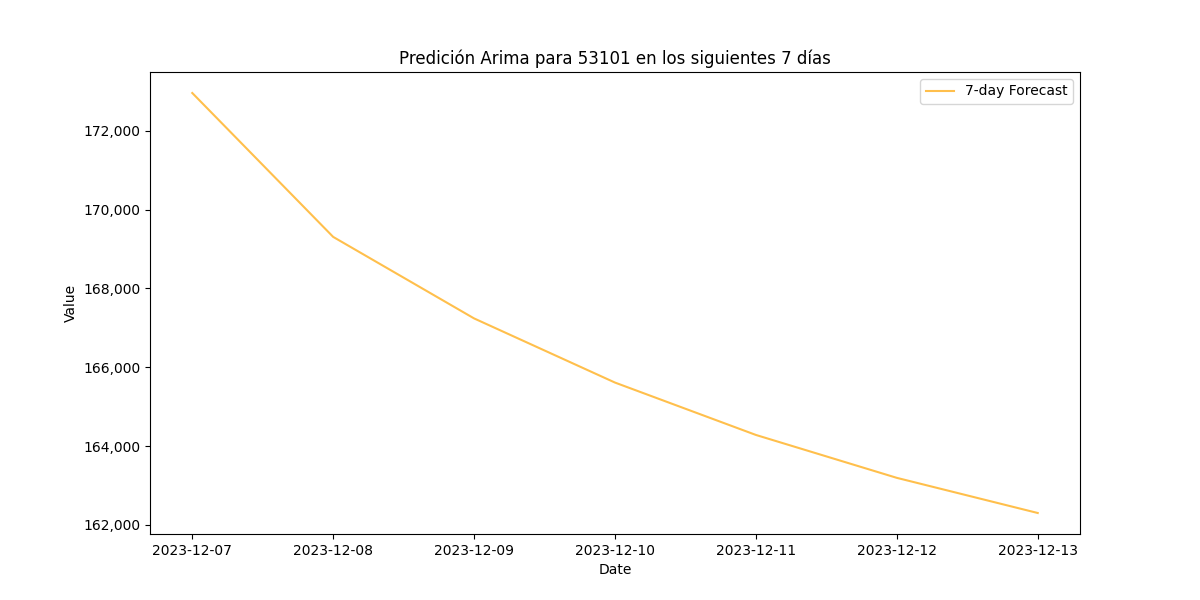 Predición Arima para 53101 en los siguientes 7 días
7-day Forecast
172,000
170,000
168,000
166,000
164,000
162,000
Value
2023-12-07 2023-12-08 2023-12-09 2023-12-10 2023-12-11 2023-12-12 2023-12-13
Date